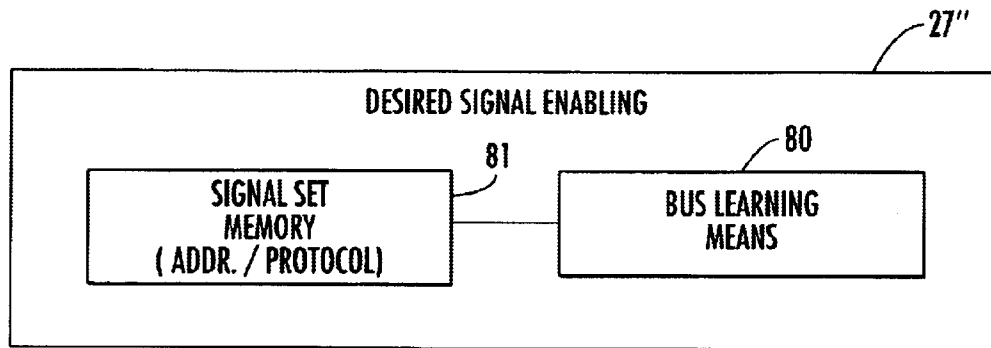 27"
DESIRED SIGNAL ENABLING
81
80
SIGNAL SET
MEMORY
( ADDR. / PROTOCOL)
BUS LEARNING
MEANS